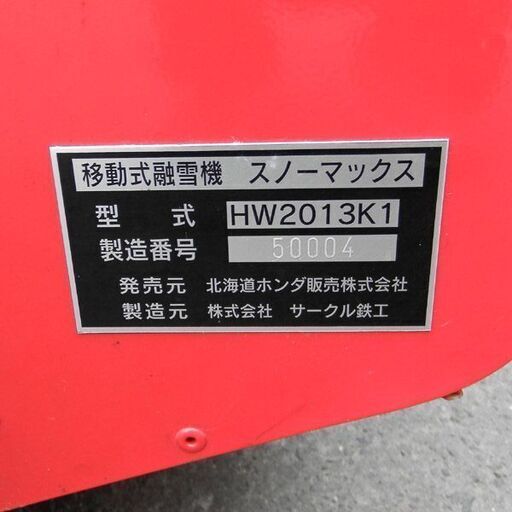 移動式融雪機 スノーマックス
型式 HW2013K1
製造番号 50004
発売元 北海道ホンダ販売株式会社
製造元 株式会社 サークル鉄工